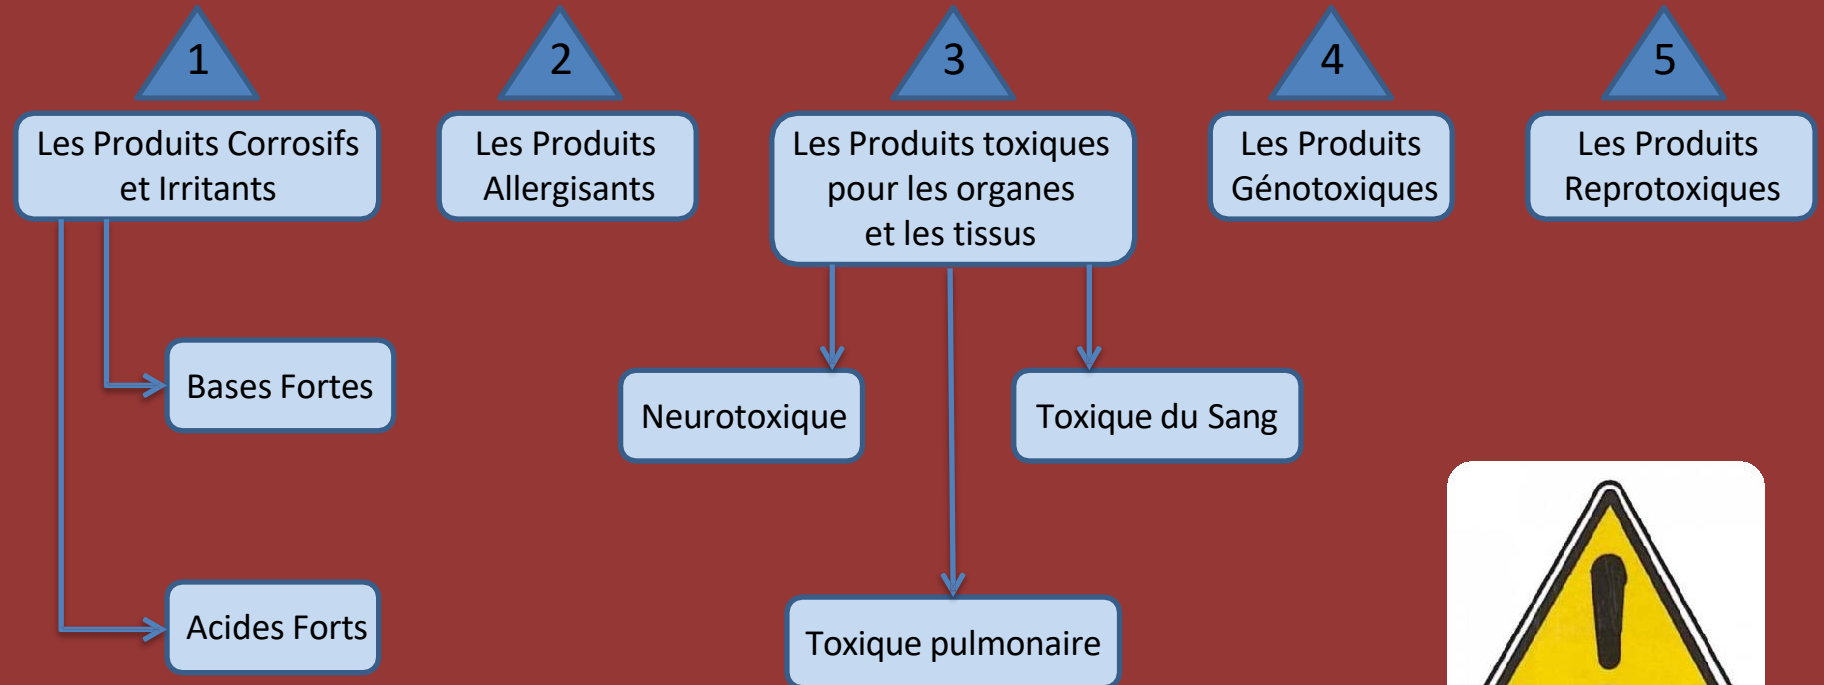 1
Les Produits Corrosifs
et Irritants
2
Les Produits
Allergisants
3
Les Produits toxiques
pour les organes
et les tissus
4
Les Produits
Génotoxiques
5
Les Produits
Reprotoxiques
Bases Fortes
Acides Forts
Neurotoxique
Toxique du Sang
Toxique pulmonaire
!